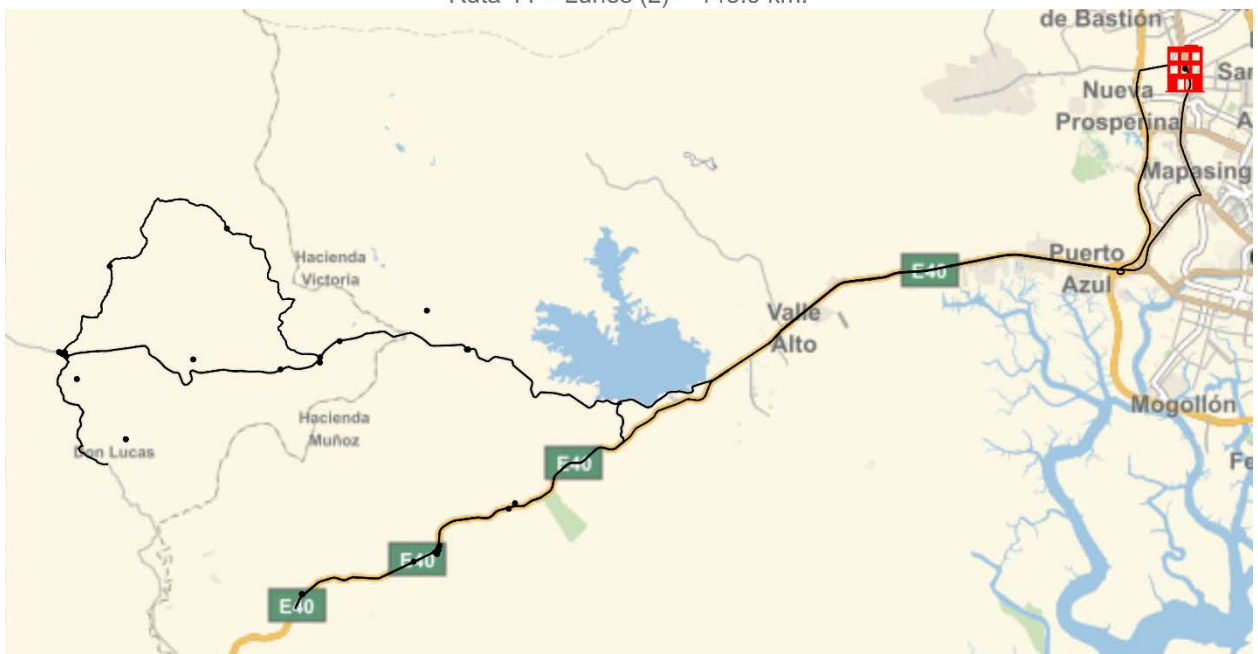 de Bastión
Nueva
Prosperina
Mapasing
Hacienda
Victoria
Puerto
Azul
E40
Valle
Alto
Mogollón
Hacienda
Muñoz
Don Lucas
E40
E40
E40